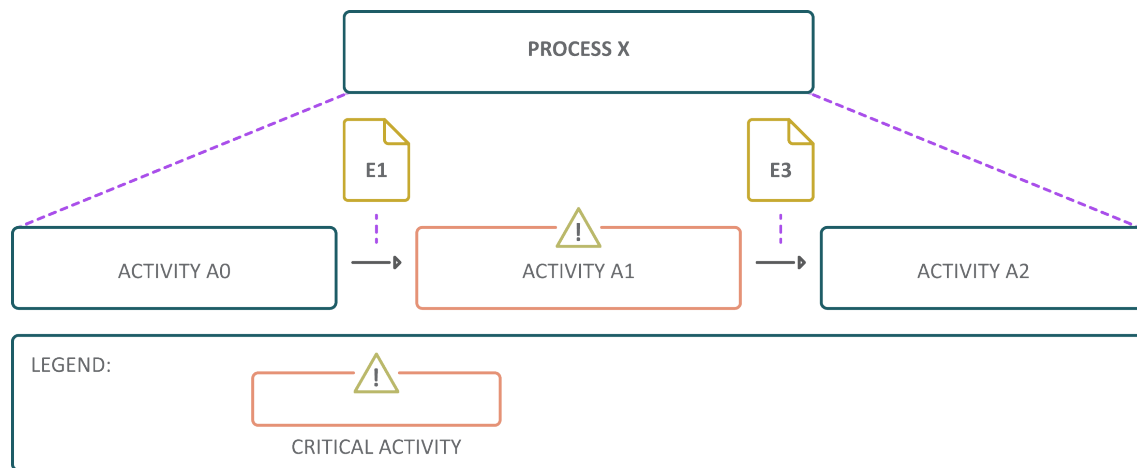 PROCESS X
E1
E3
!
ACTIVITY A0
ACTIVITY A1
ACTIVITY A2
LEGEND:
!
CRITICAL ACTIVITY